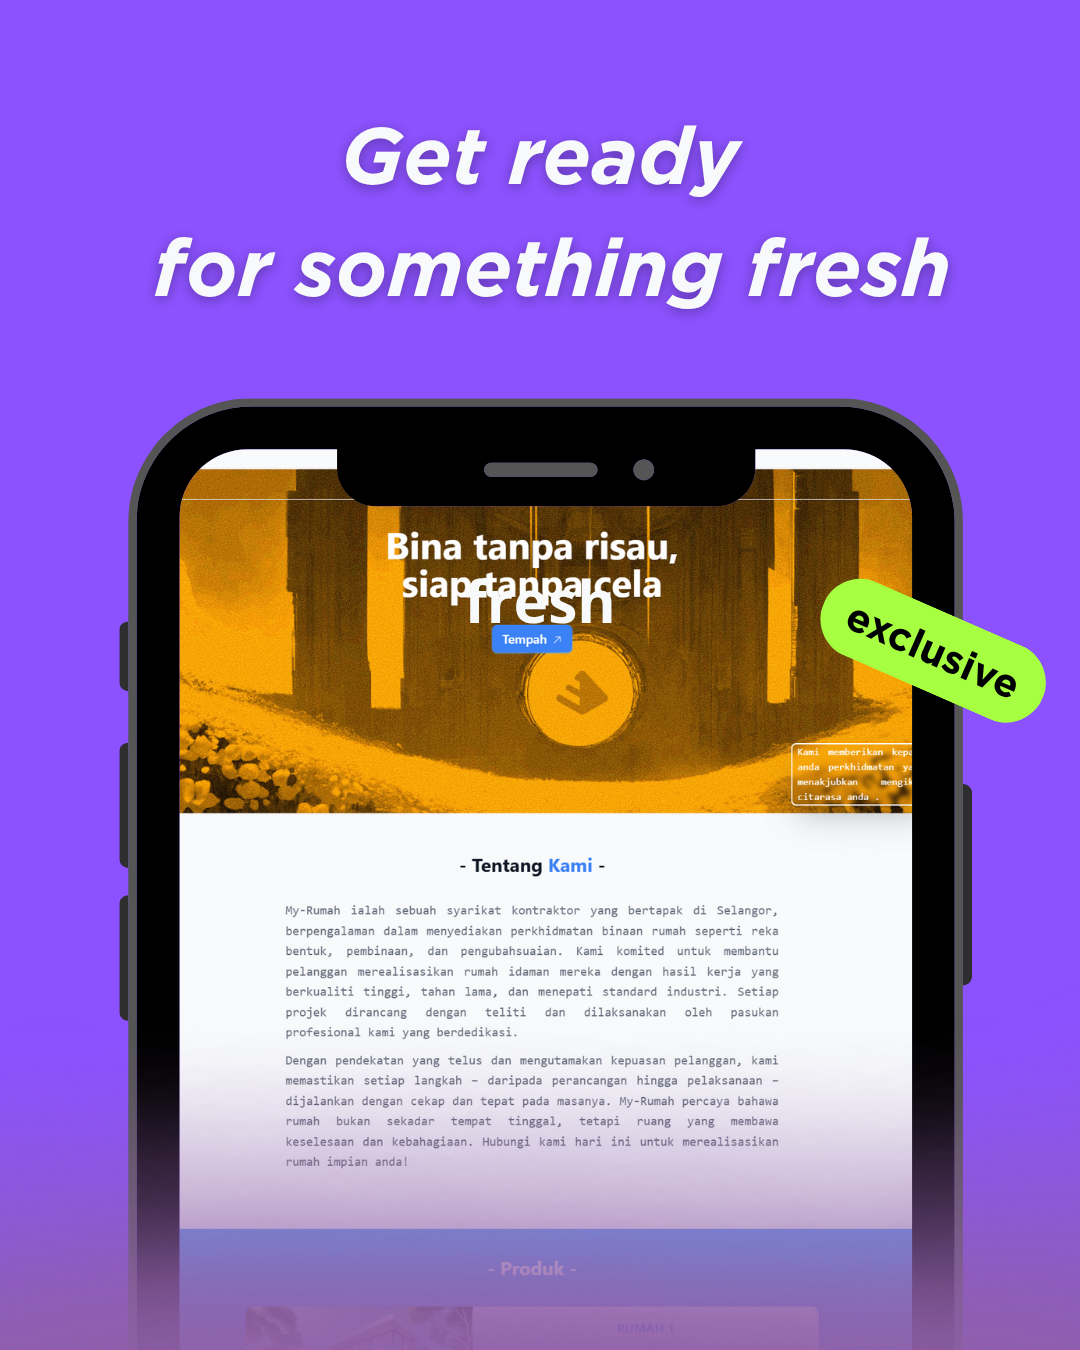 Get ready
for something fresh
Bina tanpa risau,
siap tanpa cela
fresh
Tempah
exclusive
Kami memberikan kepa
anda perkhidmatan ya
menakjubkan mengik
citarasa anda .
- Tentang Kami -
My-Rumah ialah sebuah syarikat kontraktor yang bertapak di Selangor,
berpengalaman dalam menyediakan perkhidmatan binaan rumah seperti reka
bentuk, pembinaan, dan pengubahsuaian. Kami komited untuk membantu
pelanggan merealisasikan rumah idaman mereka dengan hasil kerja yang
berkualiti tinggi, tahan lama, dan menepati standard industri. Setiap
projek dirancang dengan teliti dan dilaksanakan oleh pasukan
profesional kami yang berdedikasi.
Dengan pendekatan yang telus dan mengutamakan kepuasan pelanggan, kami
memastikan setiap langkah – daripada perancangan hingga pelaksanaan –
dijalankan dengan cekap dan tepat pada masanya. My-Rumah percaya bahawa
rumah bukan sekadar tempat tinggal, tetapi ruang yang membawa
keselesaan dan kebahagiaan. Hubungi kami hari ini untuk merealisasikan
rumah impian anda!
- Produk -
RUMAH 1